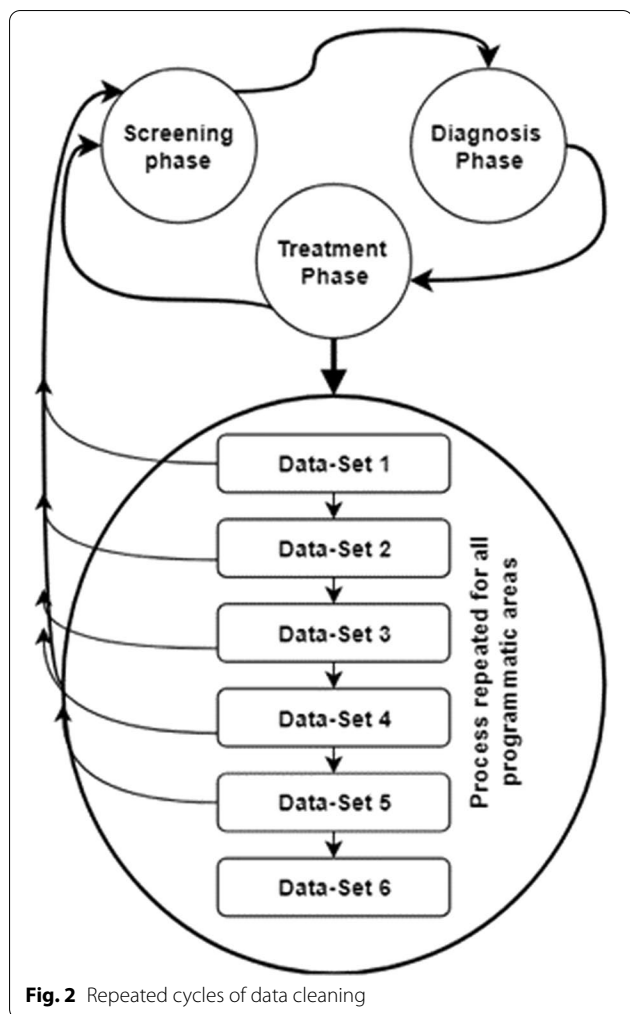 Screening
phase
Diagnosis
Phase
Treatment
Phase
Data-Set 1
Data-Set 2
Data-Set 3
Data-Set 4
Data-Set 5
Data-Set 6
Process repeated for all
programmatic areas
Fig. 2 Repeated cycles of data cleaning